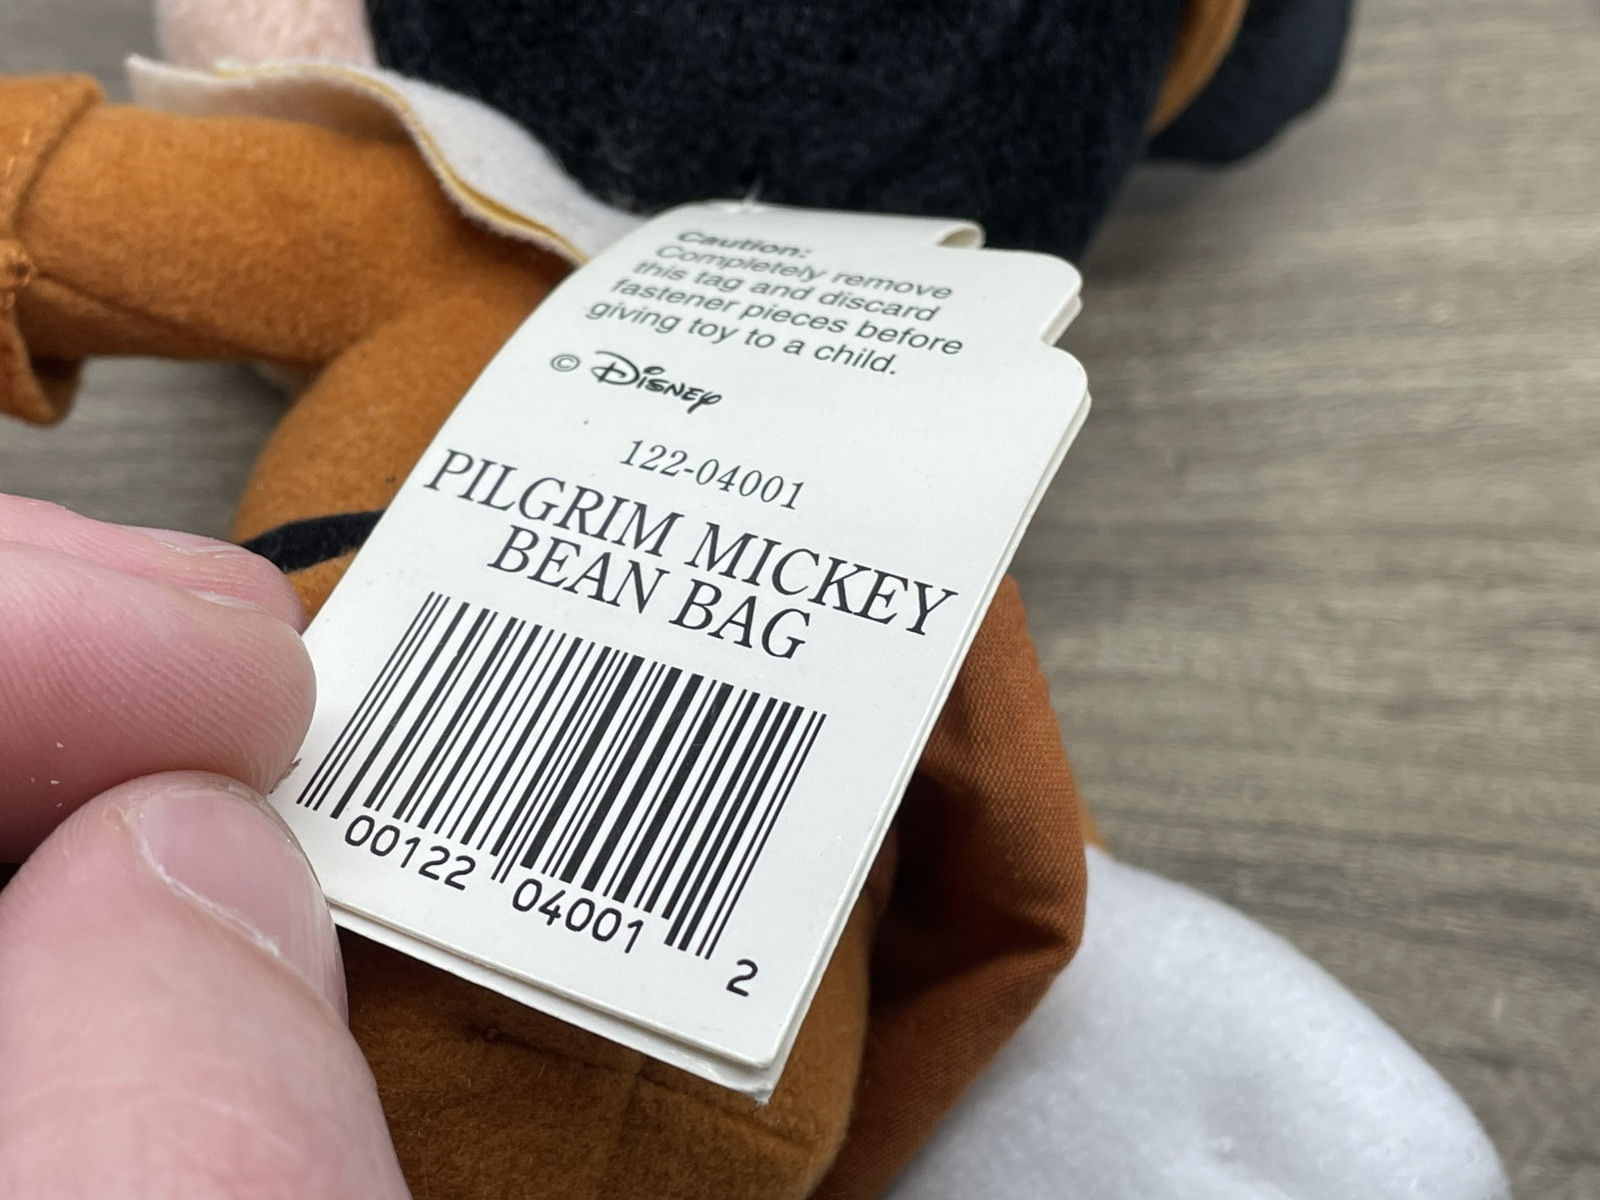 Caution:
Completely remove
this tag and discard
fastener pieces before
giving toy to a child.
© Disney
122-04001
PILGRIM MICKEY
BEAN BAG
00122 04001 2